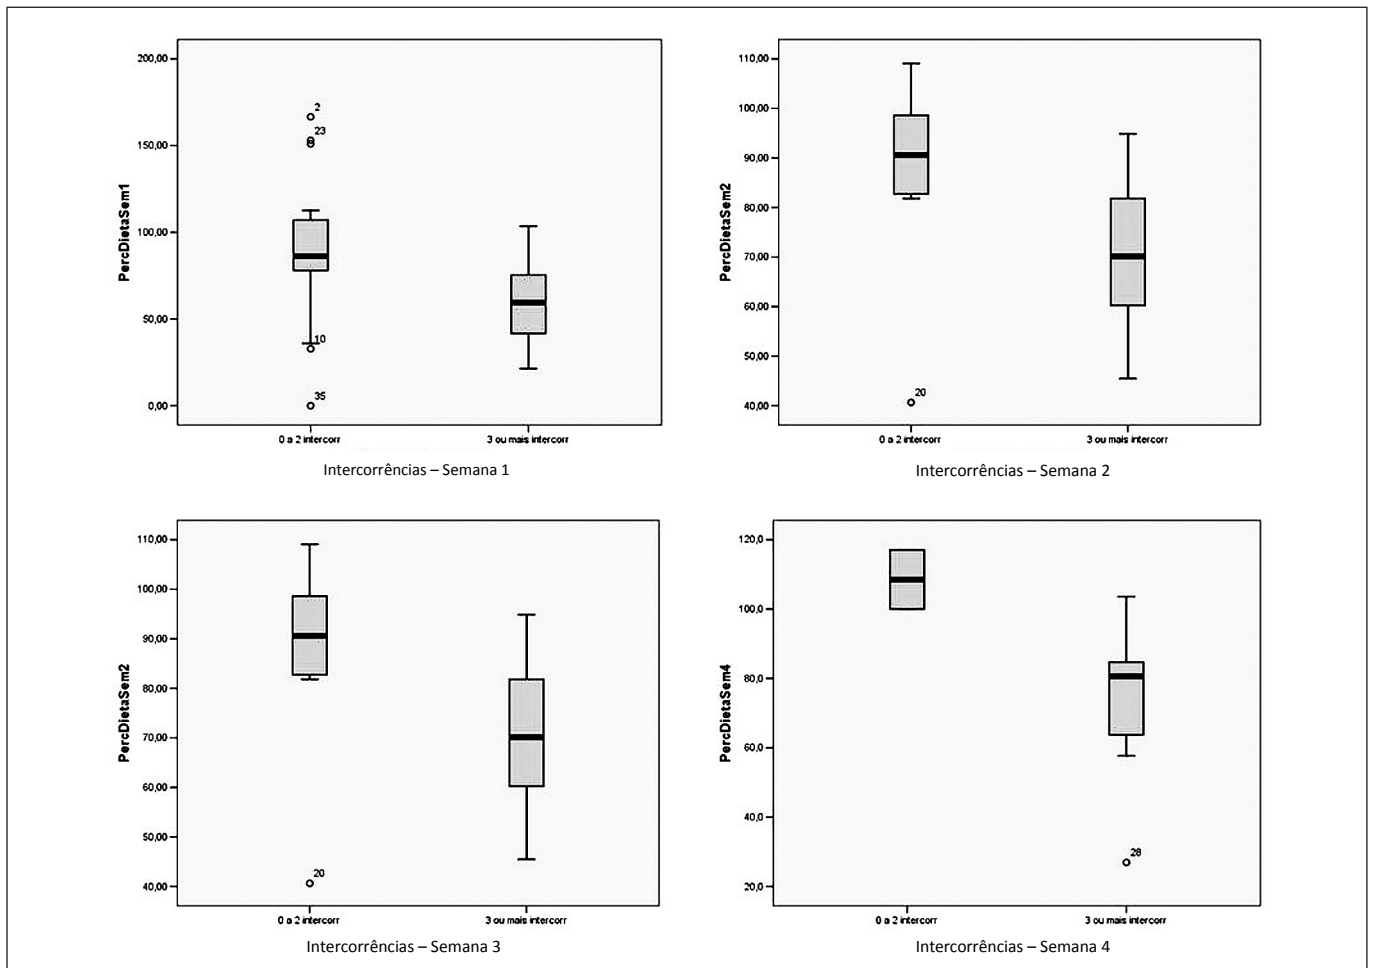 200,00
150,00
100,00
50,00
0,00
PercDietaSem1
2
23
10
35
0 a 2 intercorr
3 ou mais intercorr
Intercorrências – Semana 1
110,00
100,00
90,00
80,00
70,00
60,00
50,00
40,00
PercDietaSem2
20
0 a 2 intercorr
3 ou mais intercorr
Intercorrências – Semana 2
110,00
100,00
90,00
80,00
70,00
60,00
50,00
40,00
PercDietaSem2
20
0 a 2 intercorr
3 ou mais intercorr
Intercorrências – Semana 3
120,0
100,0
80,0
60,0
40,0
20,0
PercDietaSem4
28
0 a 2 intercorr
3 ou mais intercorr
Intercorrências – Semana 4